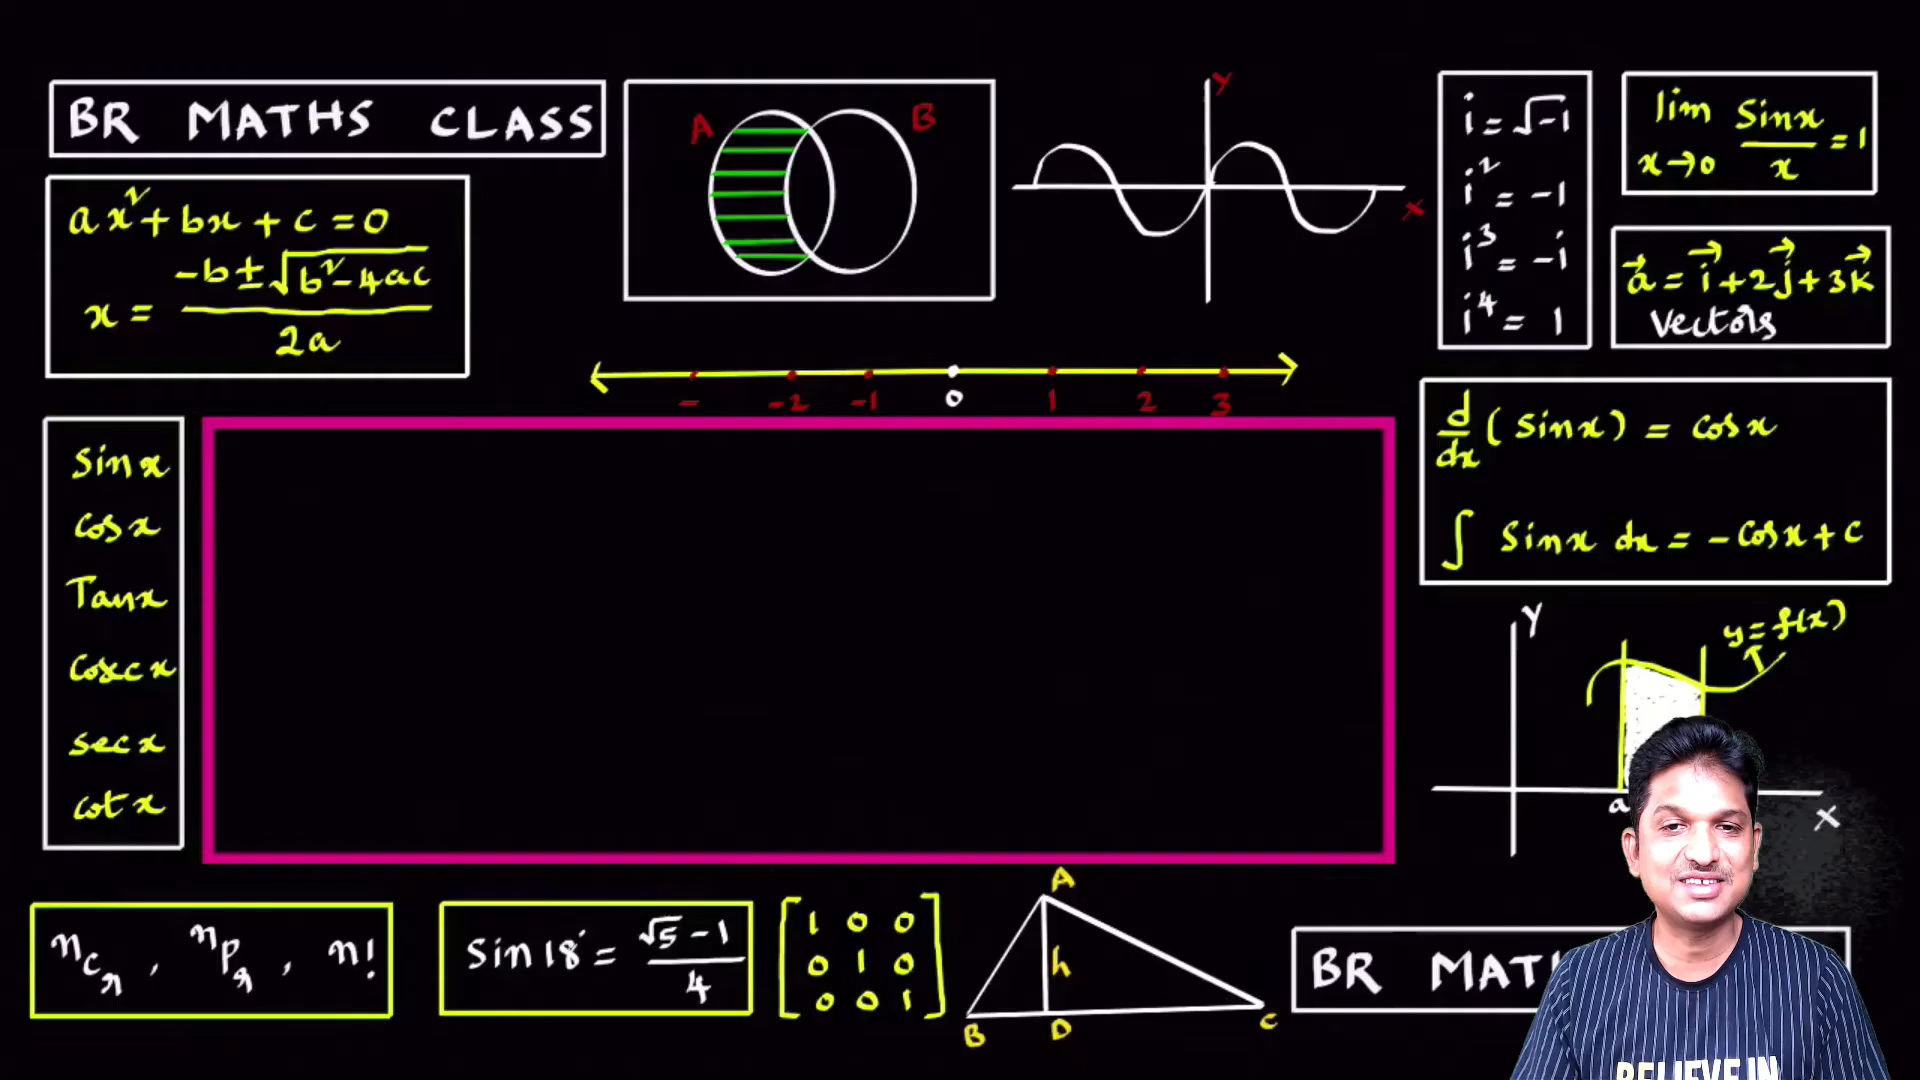 BR MATHS CLASS
ax²+bx+c=0
x = (-b±√(b²-4ac))/2a
A B
Y
X
i=√-1
i²=-1
i³=-i
i⁴=1
lim x→0 Sinx/x =1
a⃗=i⃗+2j⃗+3k⃗
Vectors
- -2 -1 0 1 2 3
Sinx
Cosx
Tanx
Cosecx
secx
cotx
d/dx (Sinx) = Cosx
∫ Sinx dx = -Cosx+c
Y
y=f(x)
a
X
ⁿcᵣ, ⁿpᵣ, n!
Sin18°= (√5-1)/4
1 0 0
0 1 0
0 0 1
A
h
B D C
BR MAT
BELIEVE IN